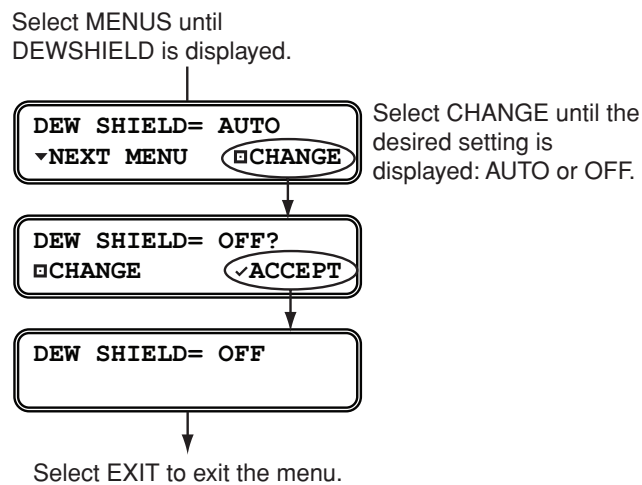 Select MENUS until
DEWSHIELD is displayed.
DEW SHIELD= AUTO
▼NEXT MENU ⊡CHANGE
Select CHANGE until the
desired setting is
displayed: AUTO or OFF.
DEW SHIELD= OFF?
⊡CHANGE ✓ACCEPT
DEW SHIELD= OFF
Select EXIT to exit the menu.